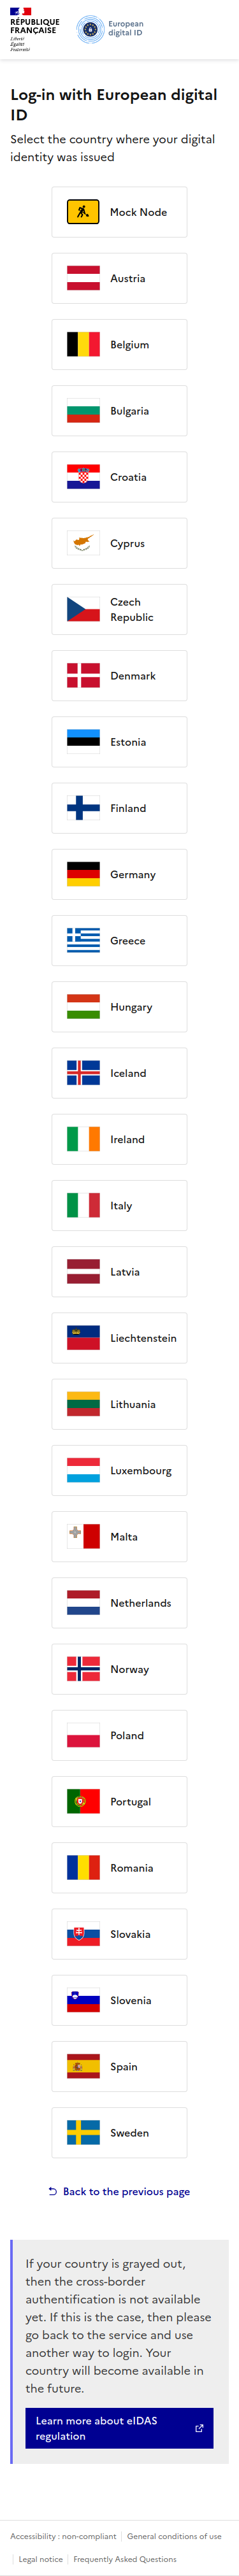 RÉPUBLIQUE
FRANÇAISE
Liberté
Égalité
Fraternité
European
digital ID
Log-in with European digital
ID
Select the country where your digital
identity was issued
Mock Node
Austria
Belgium
Bulgaria
Croatia
Cyprus
Czech
Republic
Denmark
Estonia
Finland
Germany
Greece
Hungary
Iceland
Ireland
Italy
Latvia
Liechtenstein
Lithuania
Luxembourg
Malta
Netherlands
Norway
Poland
Portugal
Romania
Slovakia
Slovenia
Spain
Sweden
Back to the previous page
If your country is grayed out,
then the cross-border
authentification is not available
yet. If this is the case, then please
go back to the service and use
another way to login. Your
country will become available in
the future.
Learn more about eIDAS
regulation
Accessibility : non-compliant
General conditions of use
Legal notice
Frequently Asked Questions